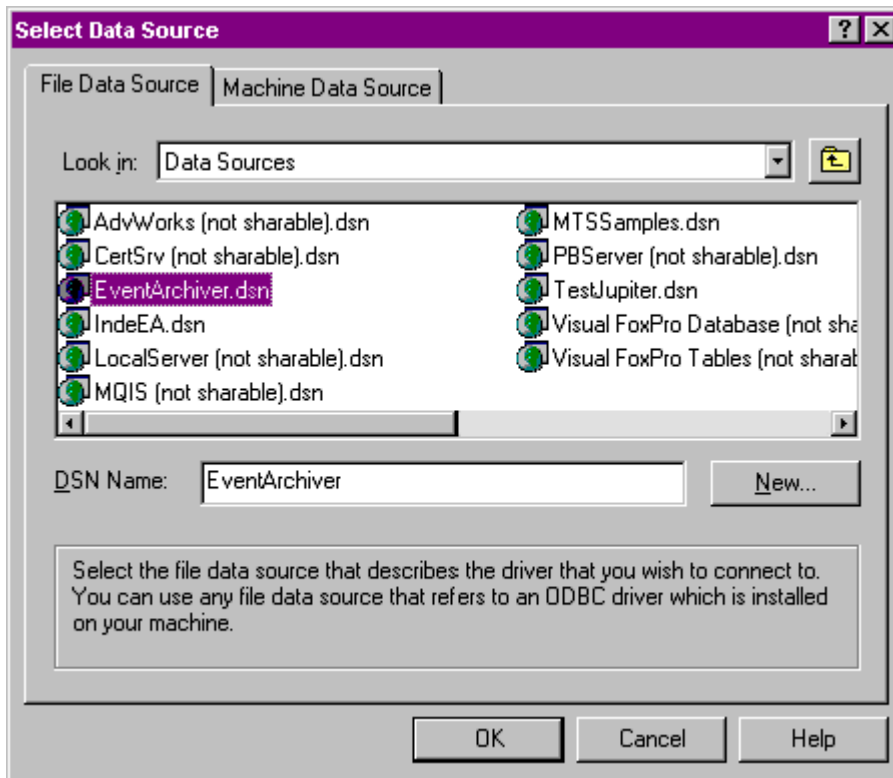 Select Data Source
File Data Source
Machine Data Source
Look in:
Data Sources
AdvWorks (not sharable).dsn
CertSrv (not sharable).dsn
EventArchiver.dsn
IndeEA.dsn
LocalServer (not sharable).dsn
MQIS (not sharable).dsn
MTSSamples.dsn
PBServer (not sharable).dsn
TestJupiter.dsn
Visual FoxPro Database (not sha
Visual FoxPro Tables (not sharab
DSN Name:
EventArchiver
New...
Select the file data source that describes the driver that you wish to connect to.
You can use any file data source that refers to an ODBC driver which is installed
on your machine.
OK
Cancel
Help